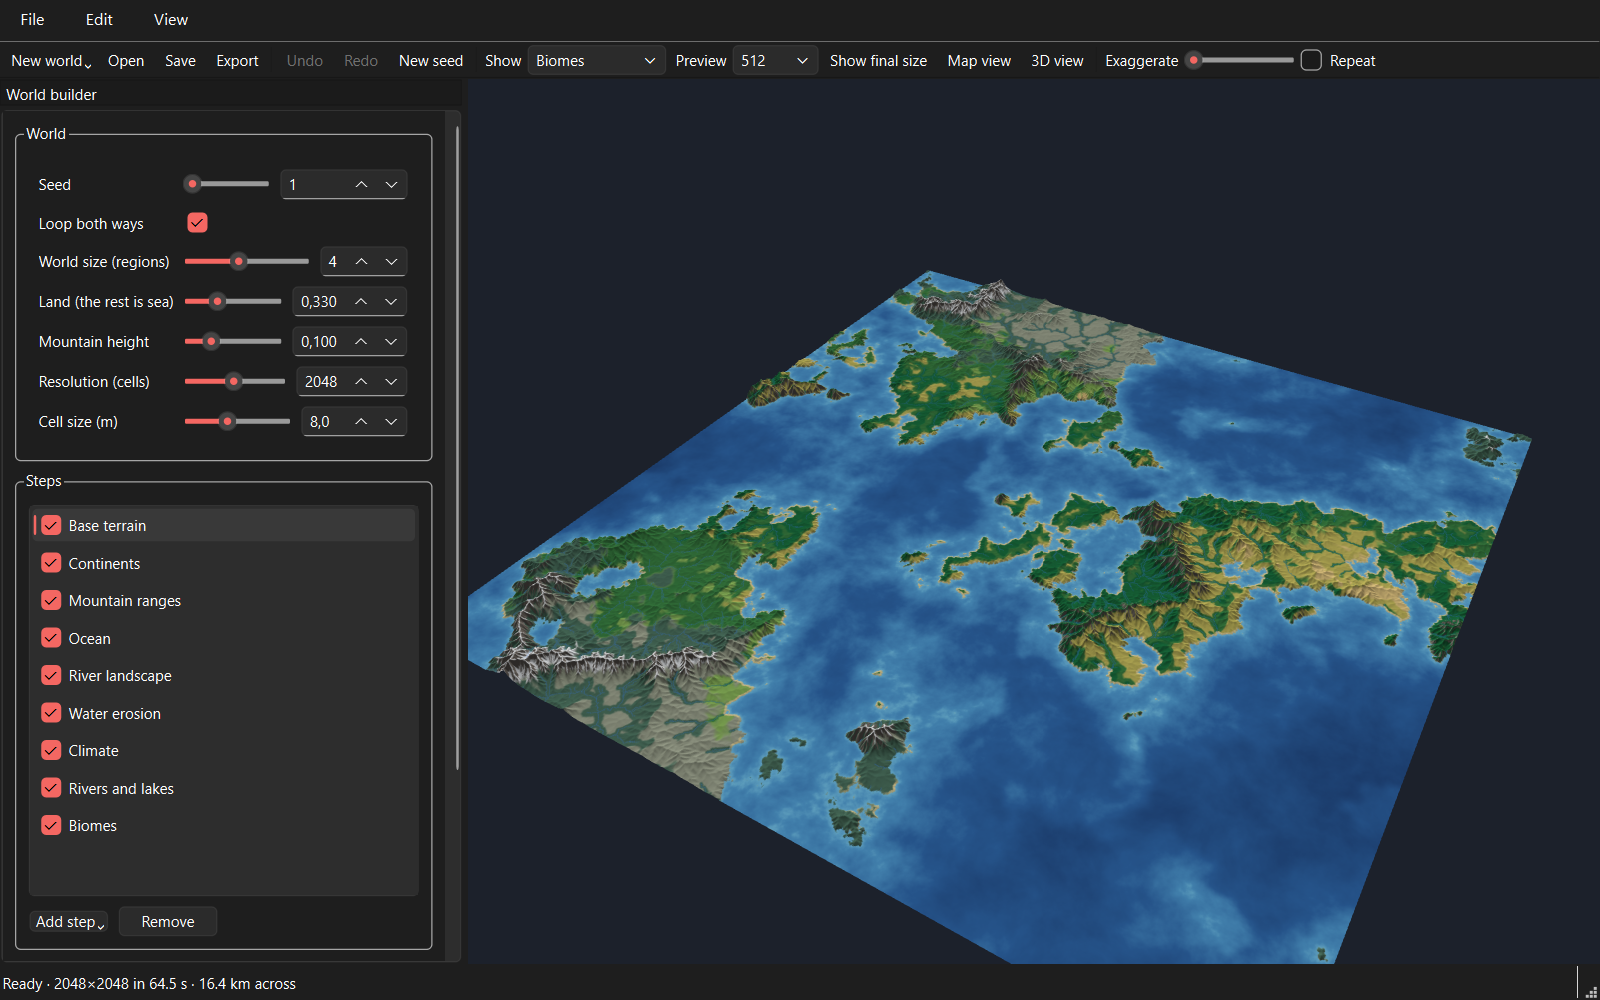 File Edit View
New world Open Save Export Undo Redo New seed Show Biomes Preview 512 Show final size Map view 3D view Exaggerate Repeat
World builder
World
Seed 1
Loop both ways
World size (regions) 4
Land (the rest is sea) 0,330
Mountain height 0,100
Resolution (cells) 2048
Cell size (m) 8,0
Steps
Base terrain
Continents
Mountain ranges
Ocean
River landscape
Water erosion
Climate
Rivers and lakes
Biomes
Add step Remove
Ready · 2048×2048 in 64.5 s · 16.4 km across